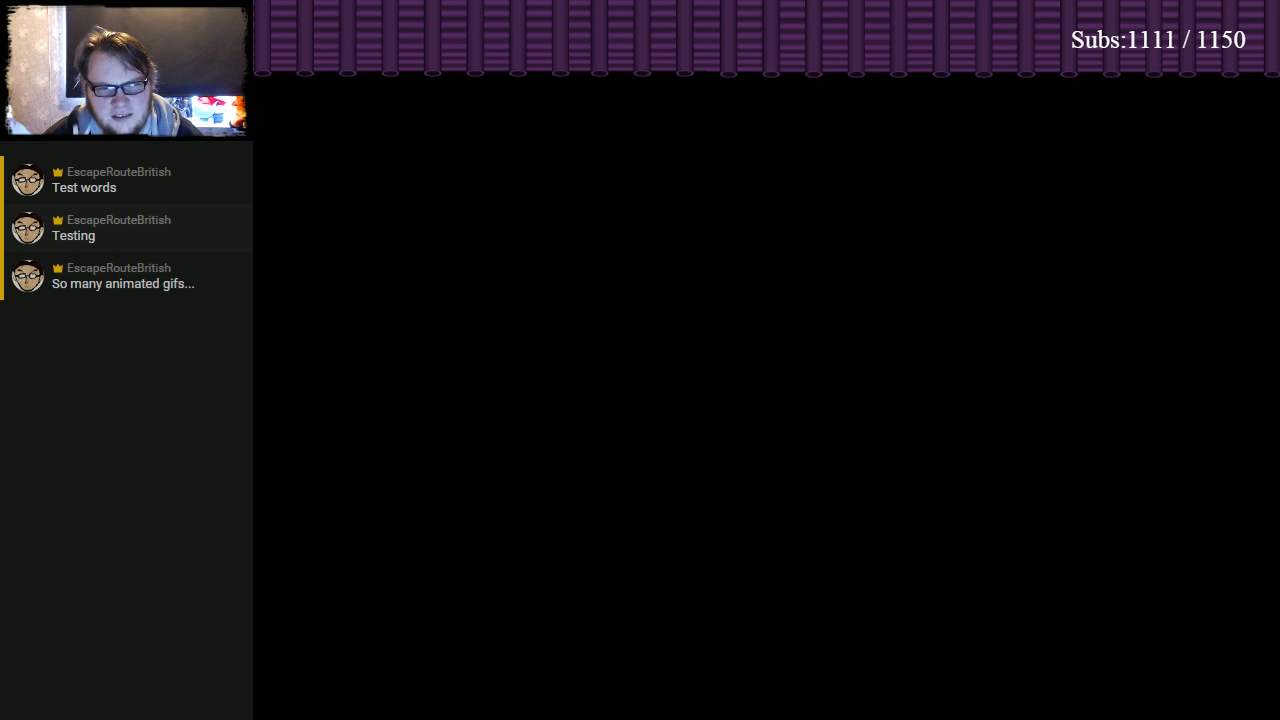 Subs:1111 / 1150
EscapeRouteBritish
Test words
EscapeRouteBritish
Testing
EscapeRouteBritish
So many animated gifs...